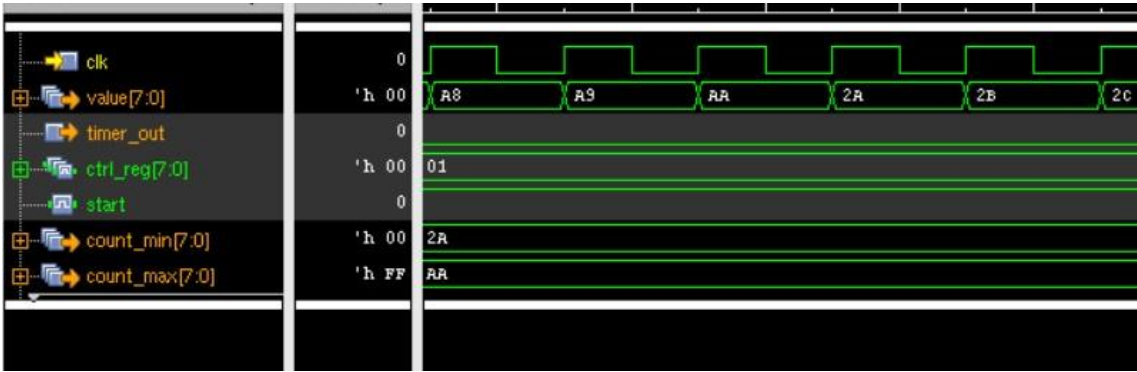 clk 0
value[7:0] 'h 00 A8 A9 AA 2A 2B 2C
timer_out 0
ctrl_reg[7:0] 'h 00 01
start 0
count_min[7:0] 'h 00 2A
count_max[7:0] 'h FF AA